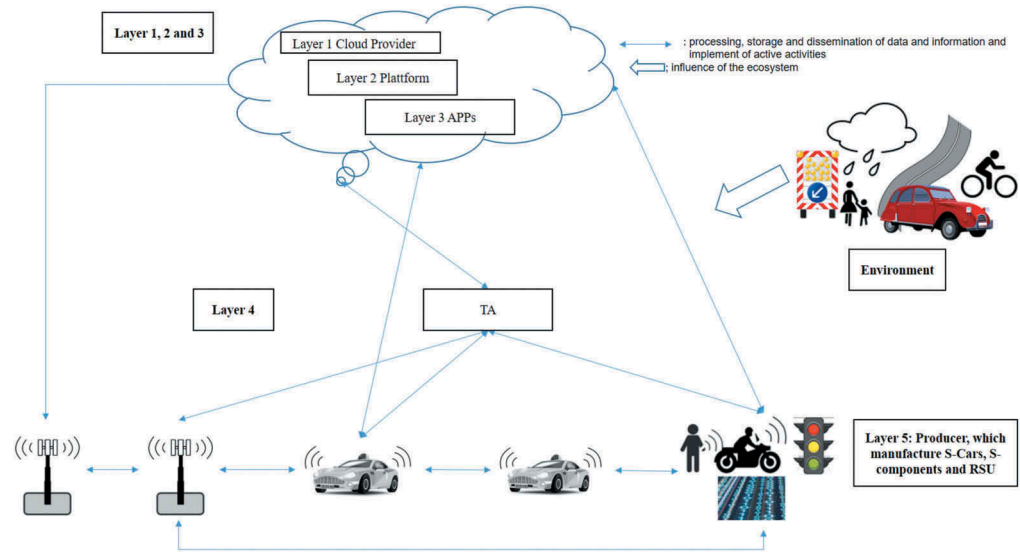 Layer 1, 2 and 3
Layer 1 Cloud Provider
Layer 2 Plattform
Layer 3 APPs
: processing, storage and dissemination of data and information and
implement of active activities
; influence of the ecosystem
Environment
Layer 4
TA
Layer 5: Producer, which
manufacture S-Cars, S-
components and RSU